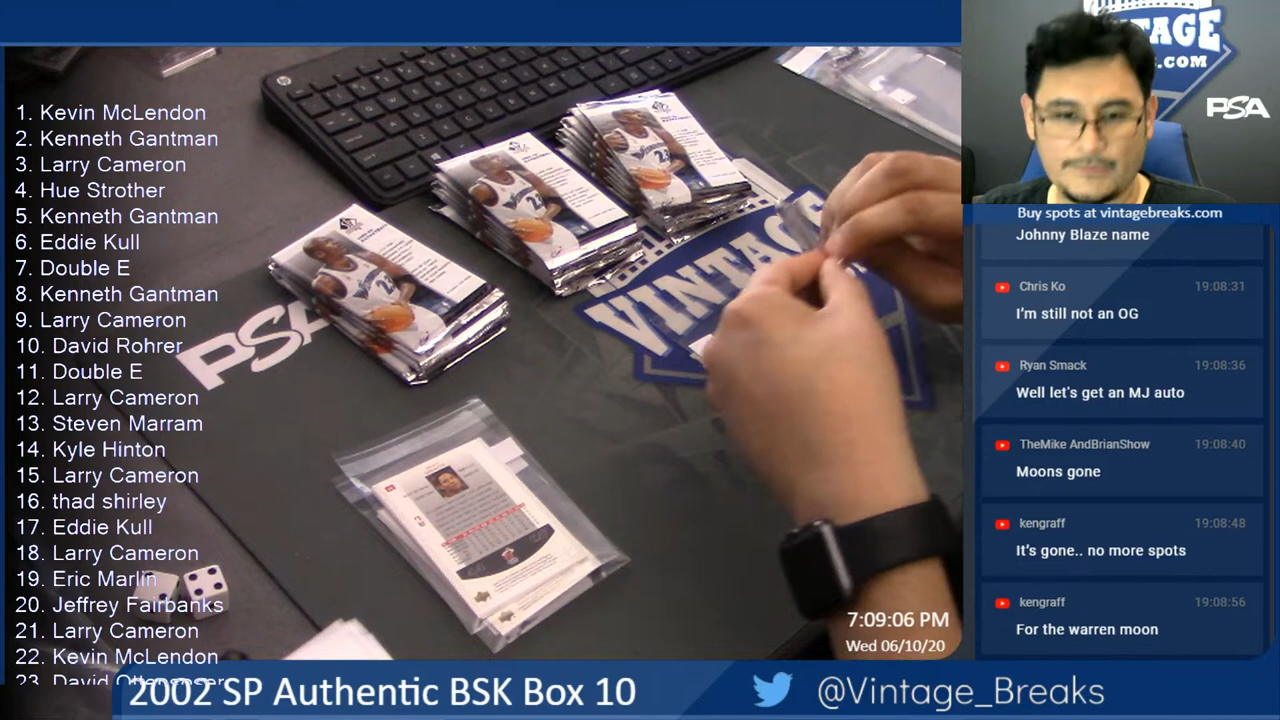 1. Kevin McLendon
2. Kenneth Gantman
3. Larry Cameron
4. Hue Strother
5. Kenneth Gantman
6. Eddie Kull
7. Double E
8. Kenneth Gantman
9. Larry Cameron
10. David Rohrer
11. Double E
12. Larry Cameron
13. Steven Marram
14. Kyle Hinton
15. Larry Cameron
16. thad shirley
17. Eddie Kull
18. Larry Cameron
19. Eric Marlin
20. Jeffrey Fairbanks
21. Larry Cameron
22. Kevin McLendon
23. David
PSA
VINTAG
TAGE
.COM
PSA
Buy spots at vintagebreaks.com
Johnny Blaze name
Chris Ko 19:08:31
I'm still not an OG
Ryan Smack 19:08:36
Well let's get an MJ auto
TheMike AndBrianShow 19:08:40
Moons gone
kengraff 19:08:48
It's gone.. no more spots
kengraff 19:08:56
For the warren moon
7:09:06 PM
Wed 06/10/20
2002 SP Authentic BSK Box 10
@Vintage_Breaks